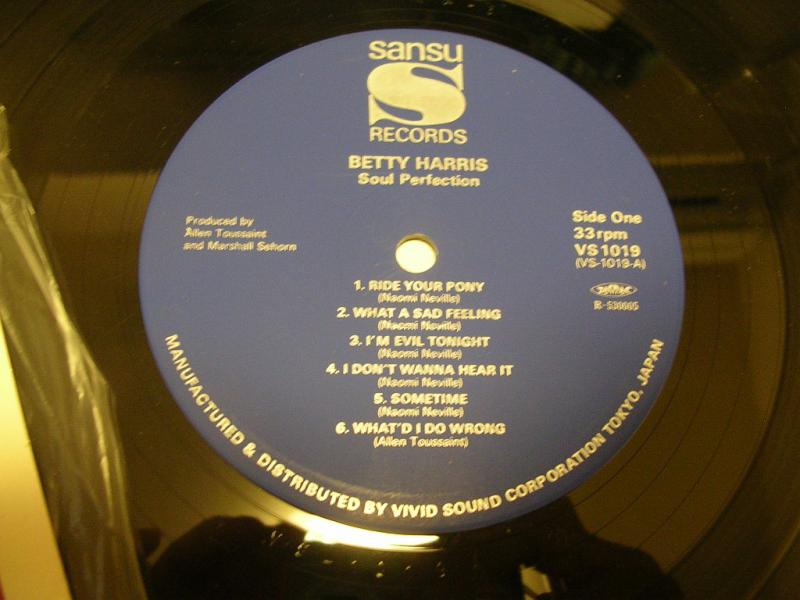 sansu
S
RECORDS
BETTY HARRIS
Soul Perfection
Produced by
Allen Toussaint
and Marshall Sehorn
Side One
33 rpm
VS 1019
(VS-1019-A)
R-530605
1. RIDE YOUR PONY
(Naomi Neville)
2. WHAT A SAD FEELING
(Naomi Neville)
3. I'M EVIL TONIGHT
(Naomi Neville)
4. I DON'T WANNA HEAR IT
(Naomi Neville)
5. SOMETIME
(Naomi Neville)
6. WHAT'D I DO WRONG
(Allen Toussaint)
MANUFACTURED & DISTRIBUTED BY VIVID SOUND CORPORATION TOKYO, JAPAN